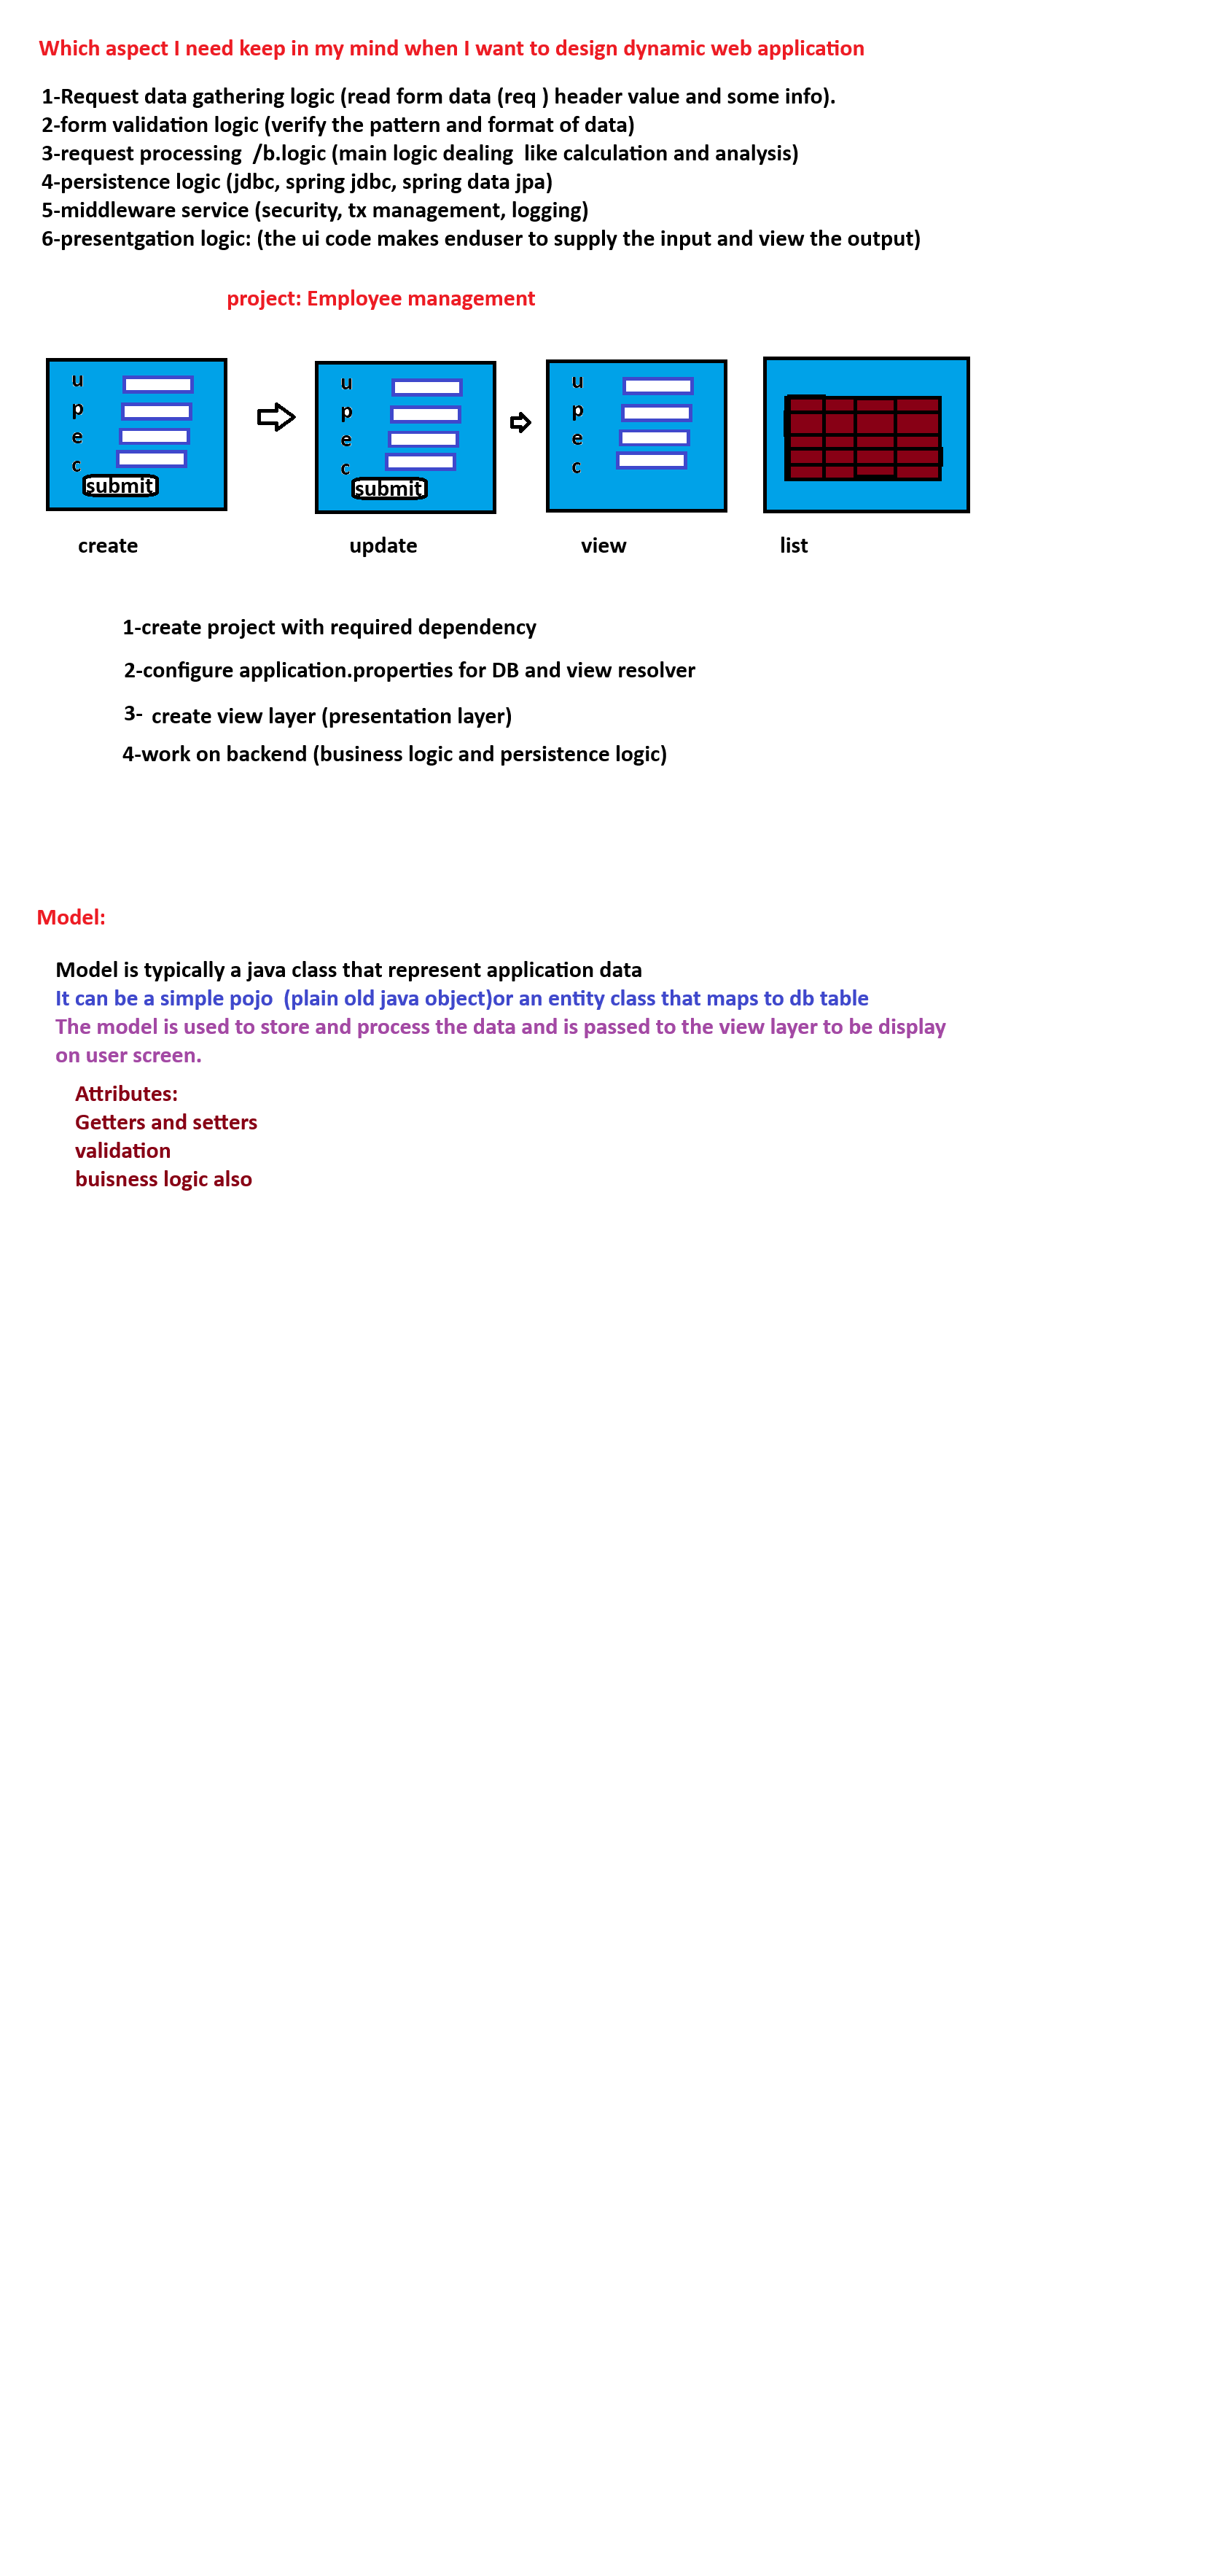 Which aspect I need keep in my mind when I want to design dynamic web application
1-Request data gathering logic (read form data (req ) header value and some info).
2-form validation logic (verify the pattern and format of data)
3-request processing  /b.logic (main logic dealing  like calculation and analysis)
4-persistence logic (jdbc, spring jdbc, spring data jpa)
5-middleware service (security, tx management, logging)
6-presentgation logic: (the ui code makes enduser to supply the input and view the output)
project: Employee management
u
p
e
c
submit
u
p
e
c
submit
u
p
e
c
create
update
view
list
1-create project with required dependency
2-configure application.properties for DB and view resolver
3- create view layer (presentation layer)
4-work on backend (business logic and persistence logic)
Model:
Model is typically a java class that represent application data
It can be a simple pojo  (plain old java object)or an entity class that maps to db table
The model is used to store and process the data and is passed to the view layer to be display
on user screen.
Attributes:
Getters and setters
validation
buisness logic also